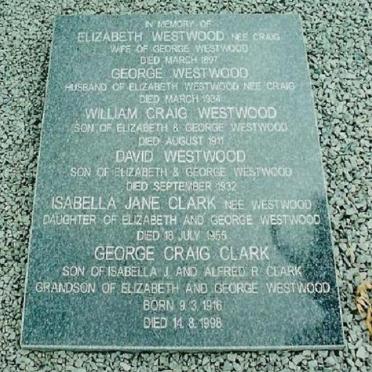 IN MEMORY OF
ELIZABETH WESTWOOD NEE CRAIG
WIFE OF GEORGE WESTWOOD
DIED MARCH 1897
GEORGE WESTWOOD
HUSBAND OF ELIZABETH WESTWOOD NEE CRAIG
DIED MARCH 1934
WILLIAM CRAIG WESTWOOD
SON OF ELIZABETH & GEORGE WESTWOOD
DIED AUGUST 1911
DAVID WESTWOOD
SON OF ELIZABETH & GEORGE WESTWOOD
DIED SEPTEMBER 1932
ISABELLA JANE CLARK NEE WESTWOOD
DAUGHTER OF ELIZABETH AND GEORGE WESTWOOD
DIED 18 JULY 1955
GEORGE CRAIG CLARK
SON OF ISABELLA J. AND ALFRED R. CLARK
GRANDSON OF ELIZABETH AND GEORGE WESTWOOD
BORN 9.3.1916
DIED 14.8.1998